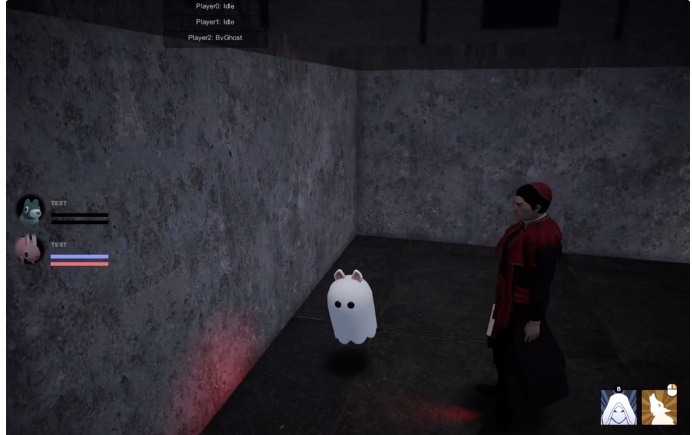 Player0: Idle
Player1: Idle
Player2: BvGhost
TEST
TEST
B